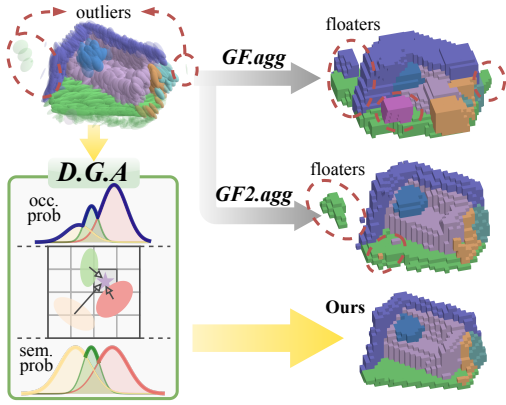 outliers
GF.agg
floaters
D.G.A
occ.
prob
GF2.agg
floaters
sem.
prob
Ours